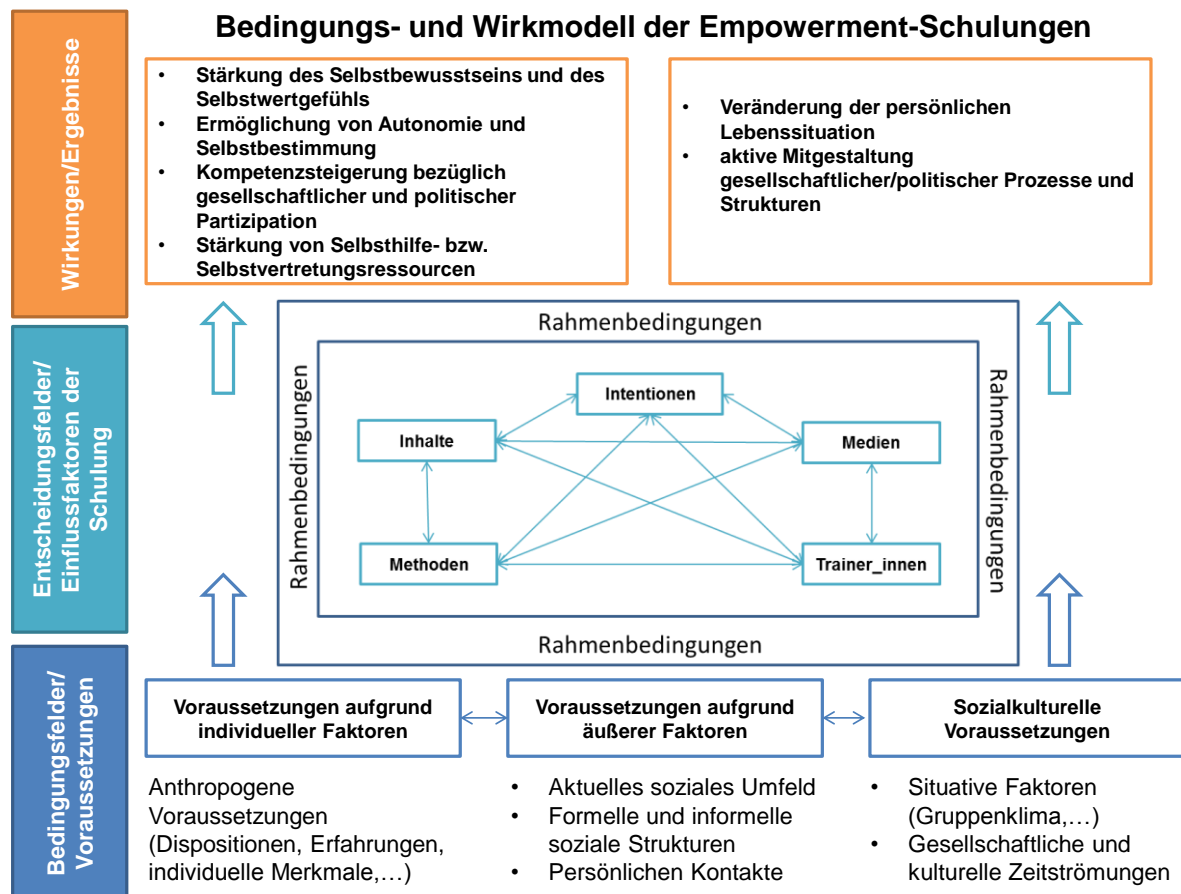 Bedingungs- und Wirkmodell der Empowerment-Schulungen
Wirkungen/Ergebnisse
• Stärkung des Selbstbewusstseins und des
Selbstwertgefühls
• Ermöglichung von Autonomie und
Selbstbestimmung
• Kompetenzsteigerung bezüglich
gesellschaftlicher und politischer
Partizipation
• Stärkung von Selbsthilfe- bzw.
Selbstvertretungsressourcen
• Veränderung der persönlichen
Lebenssituation
• aktive Mitgestaltung
gesellschaftlicher/politischer Prozesse und
Strukturen
Entscheidungsfelder/
Einflussfaktoren der
Schulung
Rahmenbedingungen
Rahmenbedingungen
Intentionen
Inhalte
Medien
Methoden
Trainer_innen
Rahmenbedingungen
Rahmenbedingungen
Bedingungsfelder/
Voraussetzungen
Voraussetzungen aufgrund
individueller Faktoren
Voraussetzungen aufgrund
äußerer Faktoren
Sozialkulturelle
Voraussetzungen
Anthropogene
Voraussetzungen
(Dispositionen, Erfahrungen,
individuelle Merkmale,…)
• Aktuelles soziales Umfeld
• Formelle und informelle
soziale Strukturen
• Persönlichen Kontakte
• Situative Faktoren
(Gruppenklima,…)
• Gesellschaftliche und
kulturelle Zeitströmungen